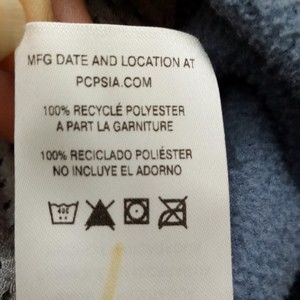 MFG DATE AND LOCATION AT
PCPSIA.COM
100% RECYCLÉ POLYESTER
A PART LA GARNITURE
100% RECICLADO POLIÉSTER
NO INCLUYE EL ADORNO